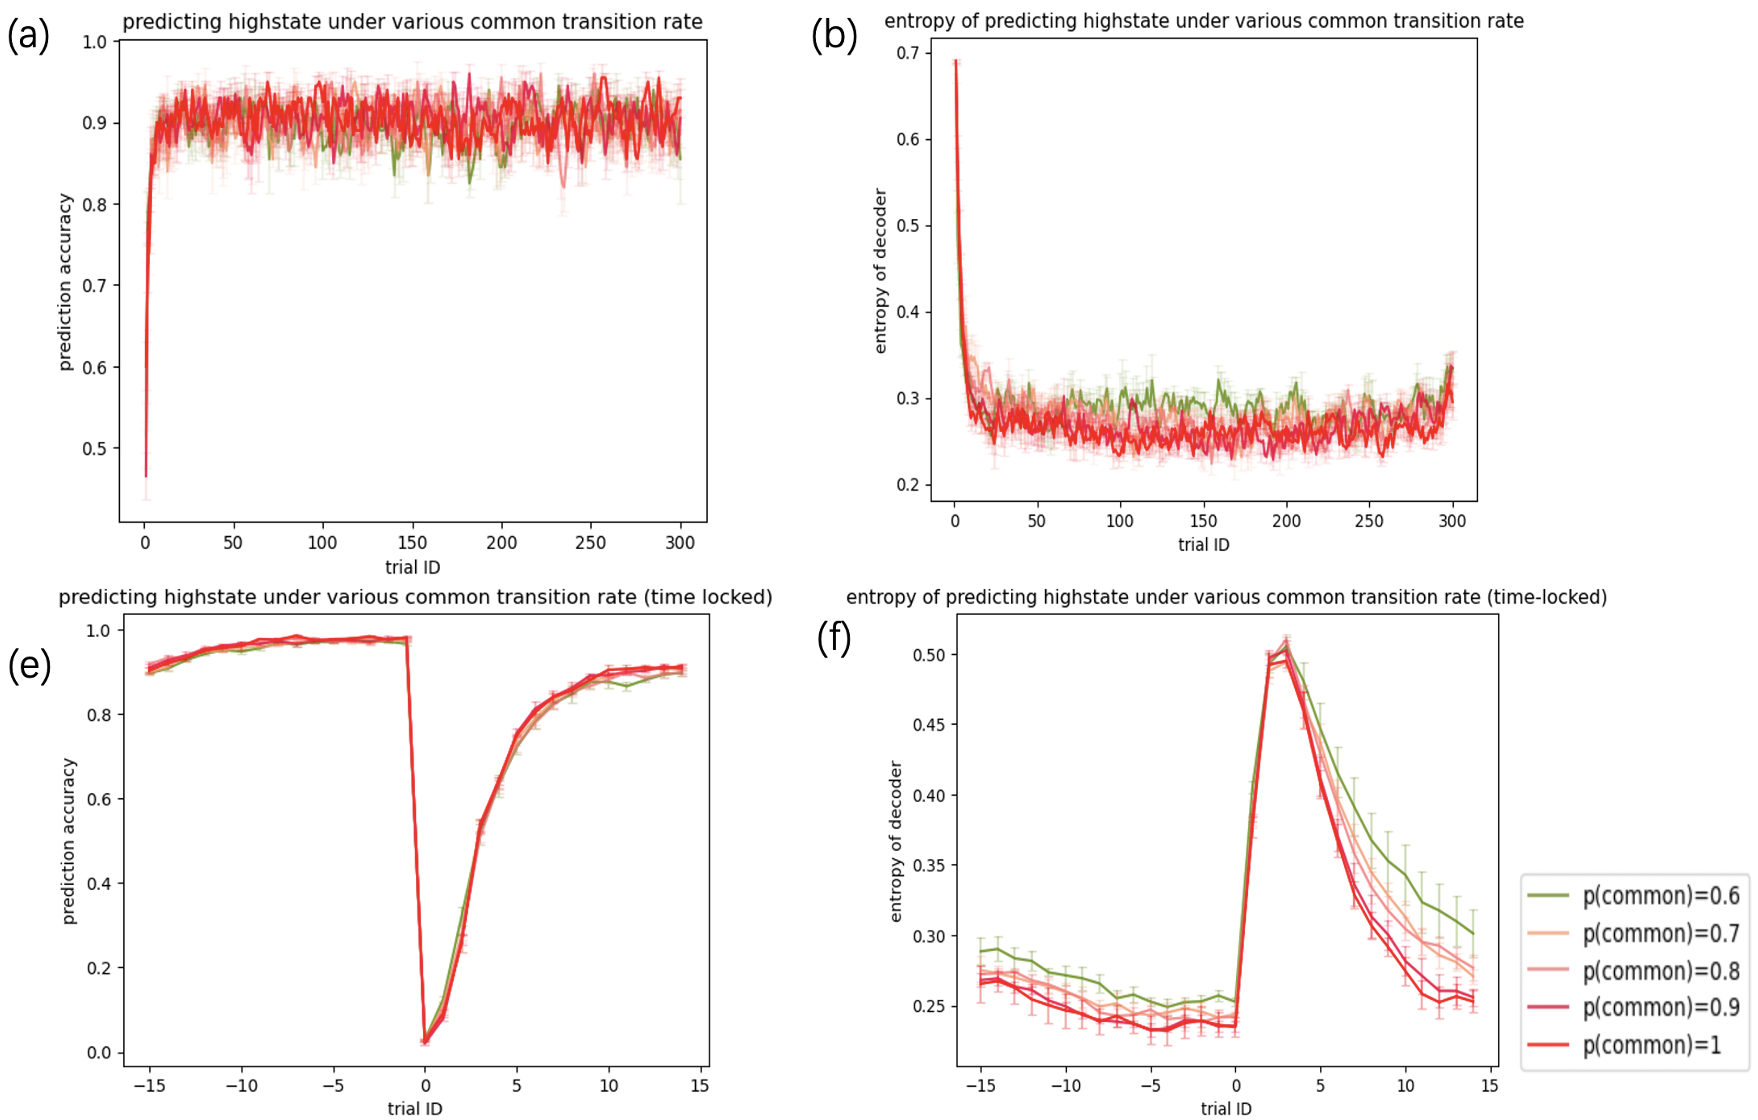 (a)
predicting highstate under various common transition rate
1.0
0.9
0.8
0.7
0.6
0.5
prediction accuracy
0 50 100 150 200 250 300
trial ID
(b)
entropy of predicting highstate under various common transition rate
0.7
0.6
0.5
0.4
0.3
0.2
entropy of decoder
0 50 100 150 200 250 300
trial ID
(e)
predicting highstate under various common transition rate (time locked)
1.0
0.8
0.6
0.4
0.2
0.0
prediction accuracy
−15 −10 −5 0 5 10 15
trial ID
(f)
entropy of predicting highstate under various common transition rate (time-locked)
0.50
0.45
0.40
0.35
0.30
0.25
entropy of decoder
−15 −10 −5 0 5 10 15
trial ID
p(common)=0.6
p(common)=0.7
p(common)=0.8
p(common)=0.9
p(common)=1